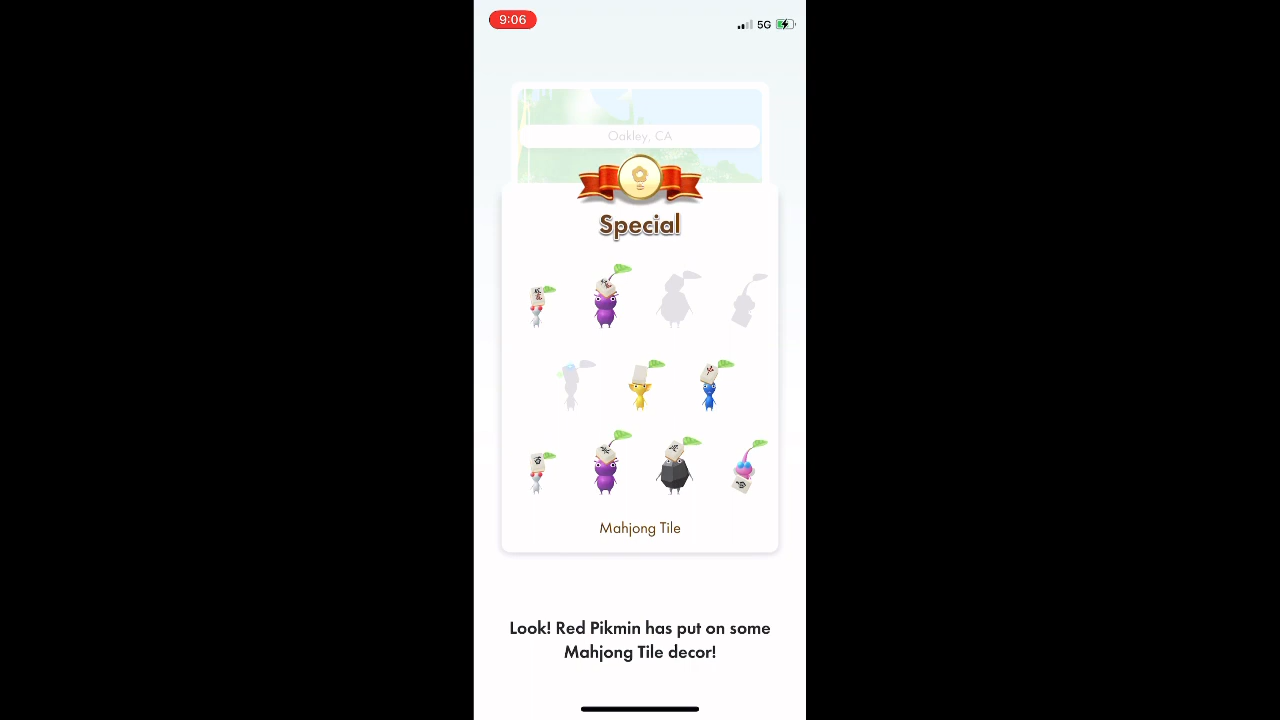 9:06
5G
Oakley, CA
Special
Mahjong Tile
Look! Red Pikmin has put on some
Mahjong Tile decor!